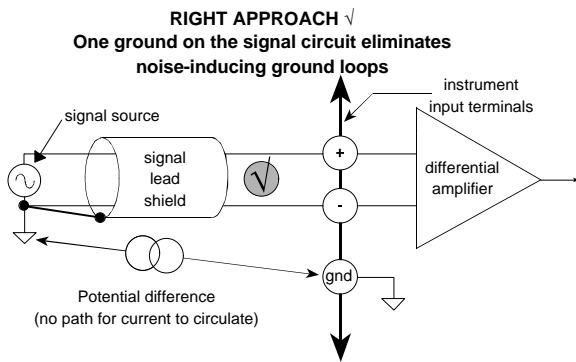 RIGHT APPROACH √
One ground on the signal circuit eliminates
noise-inducing ground loops
instrument
input terminals
signal source
signal
lead
shield
√
+
-
differential
amplifier
gnd
Potential difference
(no path for current to circulate)